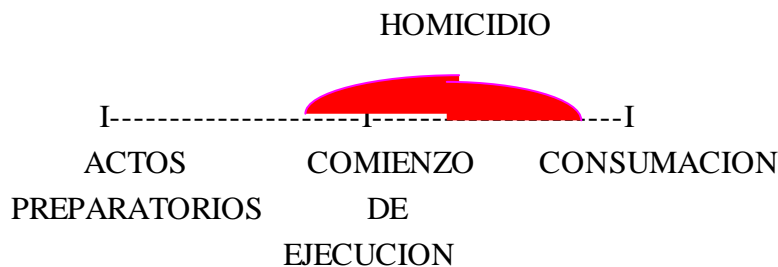 HOMICIDIO
I----------------------I----------------------I
ACTOS COMIENZO CONSUMACION
PREPARATORIOS DE
EJECUCION